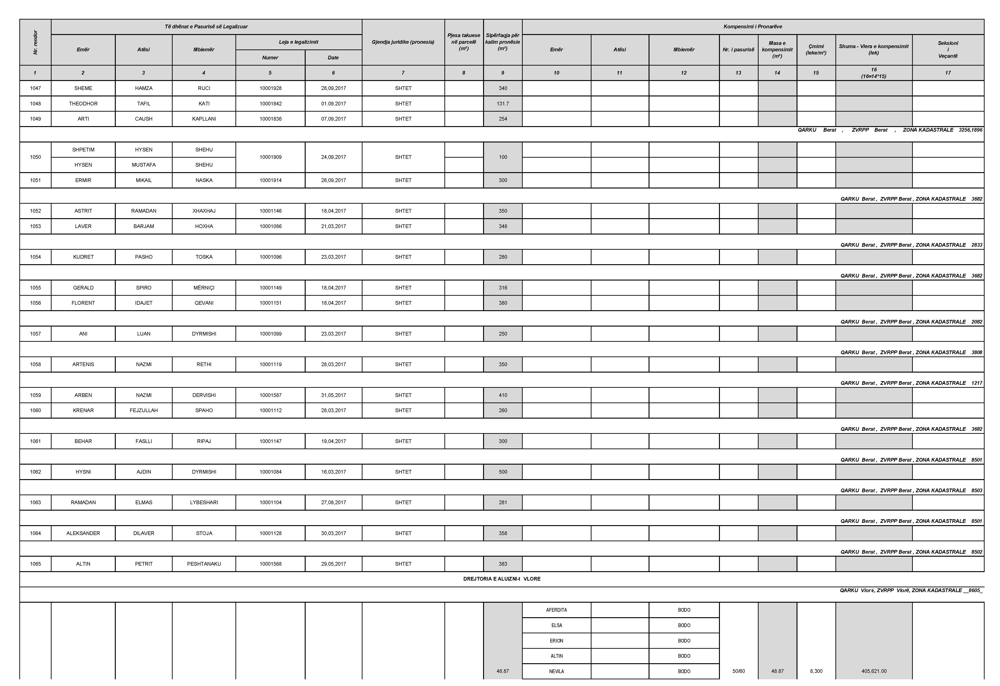 Nr. rendor
Të dhënat e Pasurisë së Legalizuar
Gjendja juridike (pronesia)
Pjesa takuese në parcelë (m²)
Sipërfaqja për kalim pronësie (m²)
Kompensimi i Pronarëve
Emër Atësi Mbiemër
Leja e legalizimit
Numer Date
Emër Atësi Mbiemër Nr. i pasurisë
Masa e kompensimit (m²)
Çmimi (leke/m²)
Shuma - Vlera e kompensimit (lek)
Seksioni i Veçantë
1 2 3 4 5 6 7 8 9 10 11 12 13 14 15 16 (16=14*15) 17
1047 SHEME HAMZA RUCI 10001928 28,09,2017 SHTET 340
1048 THEODHOR TAFIL KATI 10001842 01.09.2017 SHTET 131.7
1049 ARTI CAUSH KAPLLANI 10001836 07,09,2017 SHTET 254
QARKU Berat , ZVRPP Berat , ZONA KADASTRALE 3256,1896
1050 SHPETIM HYSEN SHEHU 10001909 24,09,2017 SHTET 100
HYSEN MUSTAFA SHEHU
1051 ERMIR MIKAIL NASKA 10001914 26,09,2017 SHTET 300
QARKU Berat , ZVRPP Berat , ZONA KADASTRALE 3682
1052 ASTRIT RAMADAN XHAXHAJ 10001146 18,04,2017 SHTET 350
1053 LAVER BARJAM HOXHA 10001086 21,03,2017 SHTET 348
QARKU Berat , ZVRPP Berat , ZONA KADASTRALE 2833
1054 KUDRET PASHO TOSKA 10001096 23,03,2017 SHTET 280
QARKU Berat , ZVRPP Berat , ZONA KADASTRALE 3682
1055 GERALD SPIRO MËRNIÇI 10001149 18,04,2017 SHTET 316
1056 FLORENT IDAJET QEVANI 10001151 18,04,2017 SHTET 380
QARKU Berat , ZVRPP Berat , ZONA KADASTRALE 2082
1057 ANI LUAN DYRMISHI 10001099 23,03,2017 SHTET 250
QARKU Berat , ZVRPP Berat , ZONA KADASTRALE 3808
1058 ARTENIS NAZMI RETHI 10001119 28,03,2017 SHTET 350
QARKU Berat , ZVRPP Berat , ZONA KADASTRALE 1217
1059 ARBEN NAZMI DERVISHI 10001587 31,05,2017 SHTET 410
1060 KRENAR FEJZULLAH SPAHO 10001112 28,03,2017 SHTET 260
QARKU Berat , ZVRPP Berat , ZONA KADASTRALE 3682
1061 BEHAR FASLLI RIPAJ 10001147 19,04,2017 SHTET 300
QARKU Berat , ZVRPP Berat , ZONA KADASTRALE 8501
1062 HYSNI AJDIN DYRMISHI 10001084 16,03,2017 SHTET 500
QARKU Berat , ZVRPP Berat , ZONA KADASTRALE 8503
1063 RAMADAN ELMAS LYBESHARI 10001104 27,08,2017 SHTET 281
QARKU Berat , ZVRPP Berat , ZONA KADASTRALE 8501
1064 ALEKSANDER DILAVER STOJA 10001128 30,03,2017 SHTET 358
QARKU Berat , ZVRPP Berat , ZONA KADASTRALE 8502
1065 ALTIN PETRIT PESHTANAKU 10001568 29,05,2017 SHTET 383
DREJTORIA E ALUIZNI-t VLORE
QARKU Vlorë, ZVRPP Vlorë, ZONA KADASTRALE __8605_
AFERDITA BODO
ELSA BODO
ERION BODO
ALTIN BODO
48.87 NEVILA BODO 50/60 48.87 8,300 405,621.00